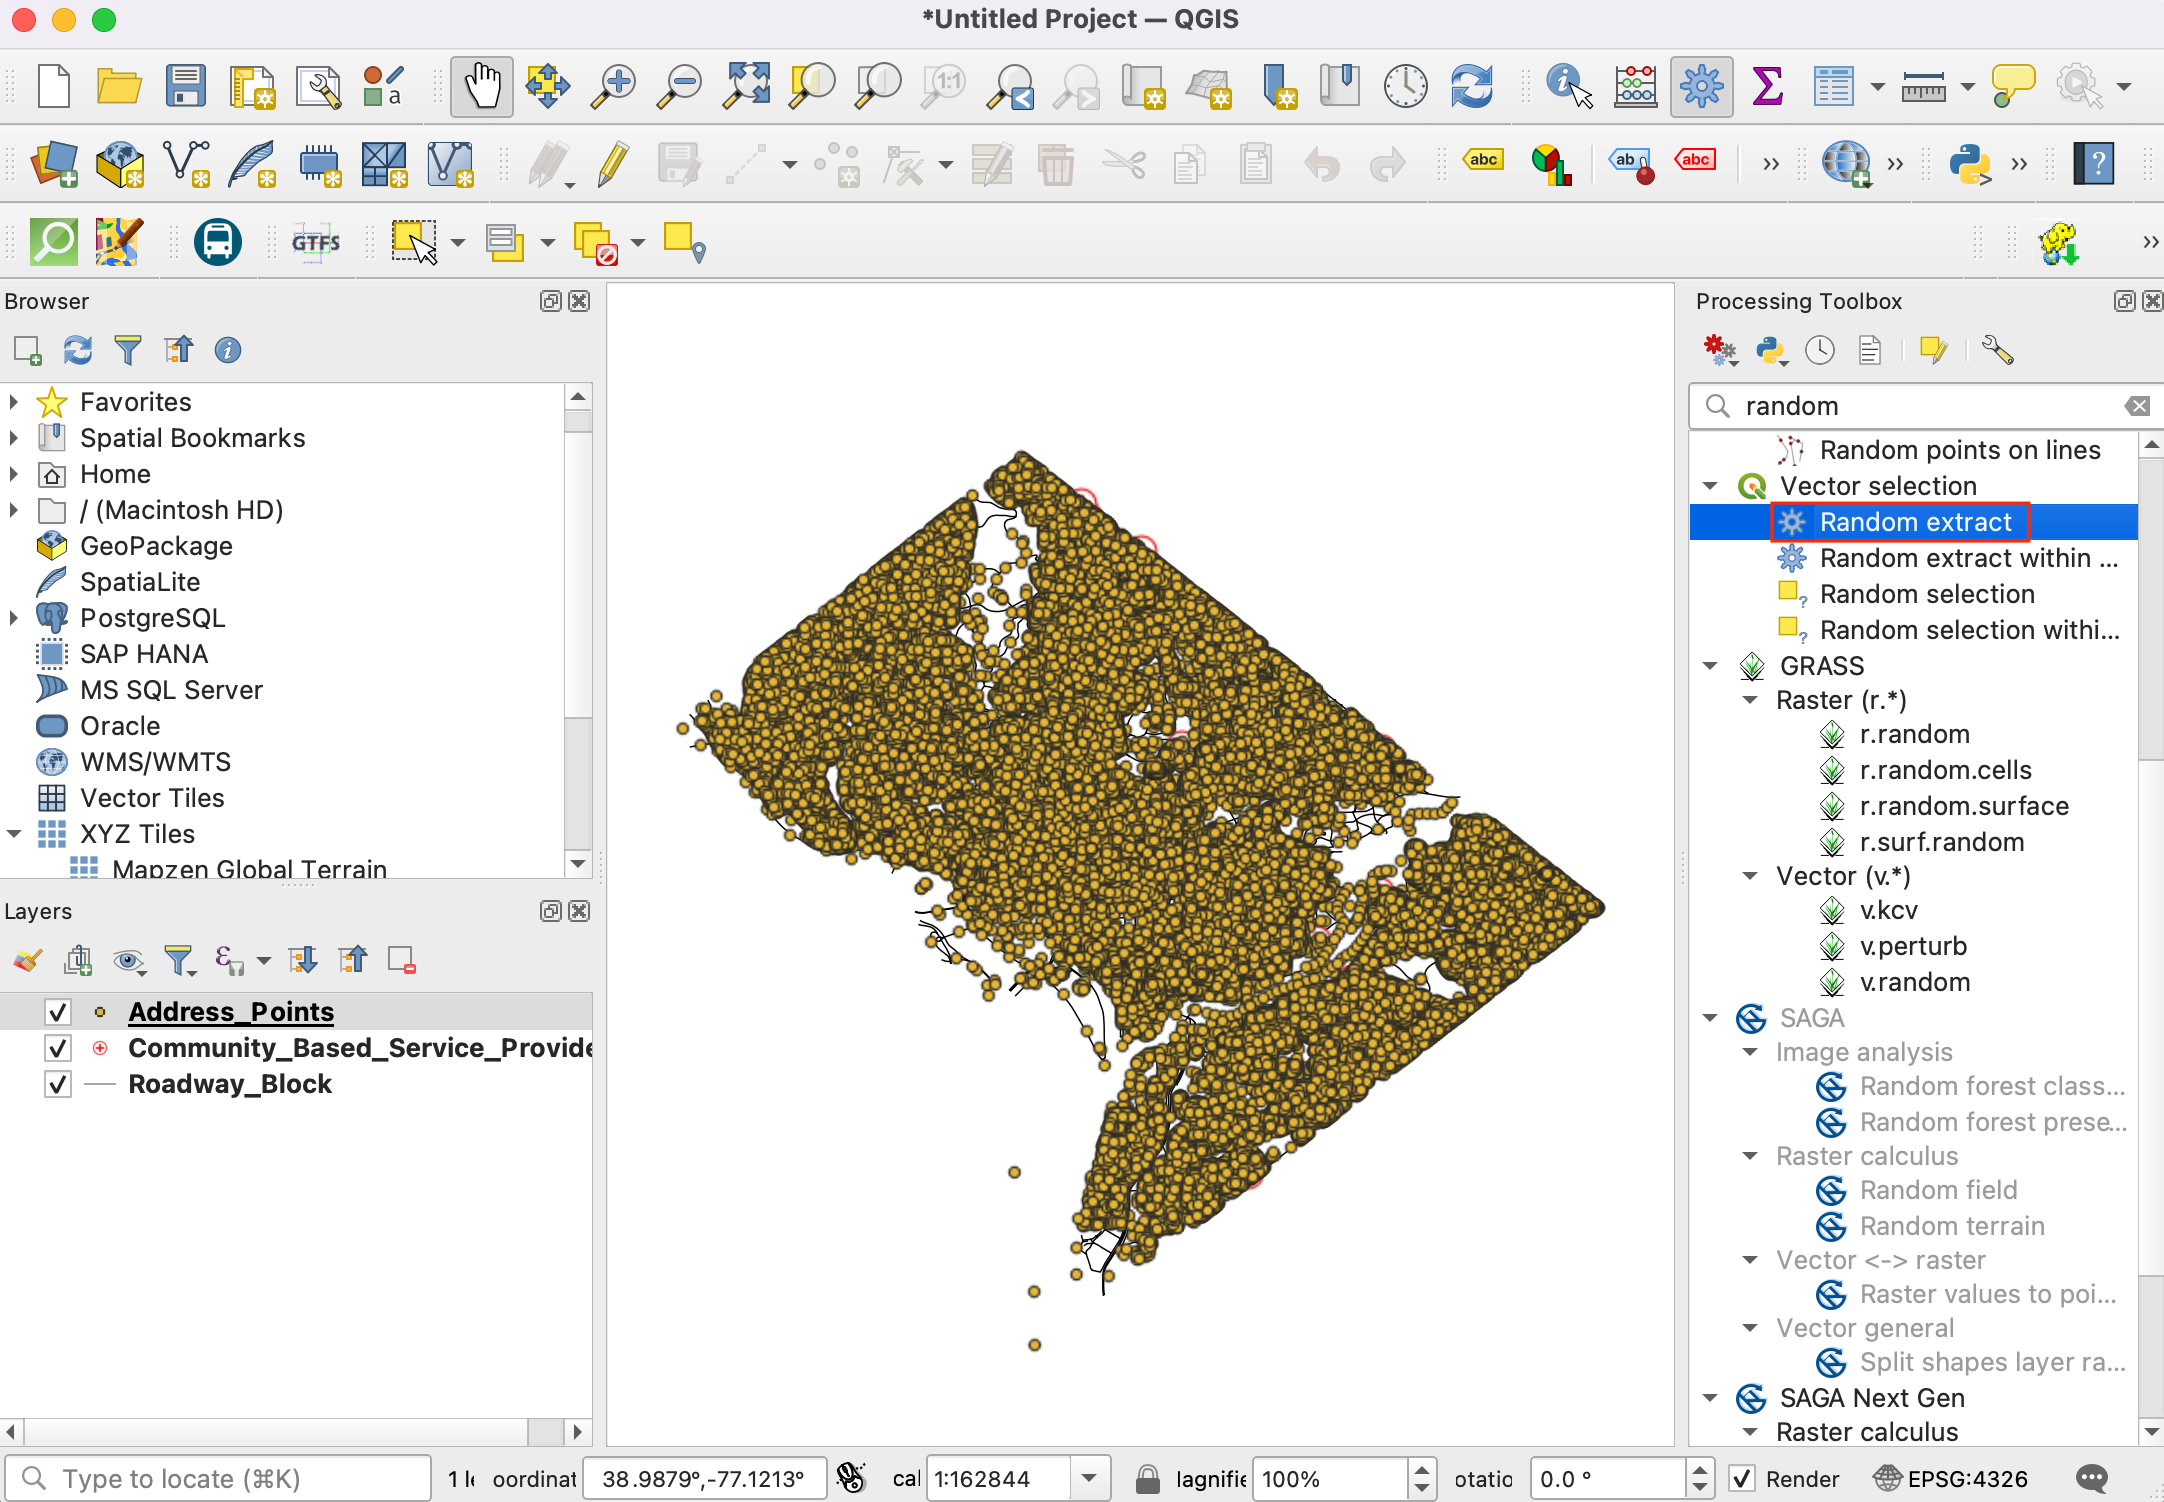 *Untitled Project — QGIS
1:1
abc
ab
abc
GTFS
Browser
Favorites
Spatial Bookmarks
Home
/ (Macintosh HD)
GeoPackage
SpatiaLite
PostgreSQL
SAP HANA
MS SQL Server
Oracle
WMS/WMTS
Vector Tiles
XYZ Tiles
Mapzen Global Terrain
Layers
Address_Points
Community_Based_Service_Provide
Roadway_Block
Processing Toolbox
random
Random points on lines
Vector selection
Random extract
Random extract within ...
Random selection
Random selection withi...
GRASS
Raster (r.*)
r.random
r.random.cells
r.random.surface
r.surf.random
Vector (v.*)
v.kcv
v.perturb
v.random
SAGA
Image analysis
Random forest class...
Random forest prese...
Raster calculus
Random field
Random terrain
Vector <-> raster
Raster values to poi...
Vector general
Split shapes layer ra...
SAGA Next Gen
Raster calculus
Type to locate (⌘K) 1 le oordinat 38.9879°,-77.1213° cal 1:162844 lagnifie 100% otatio 0.0 ° Render EPSG:4326